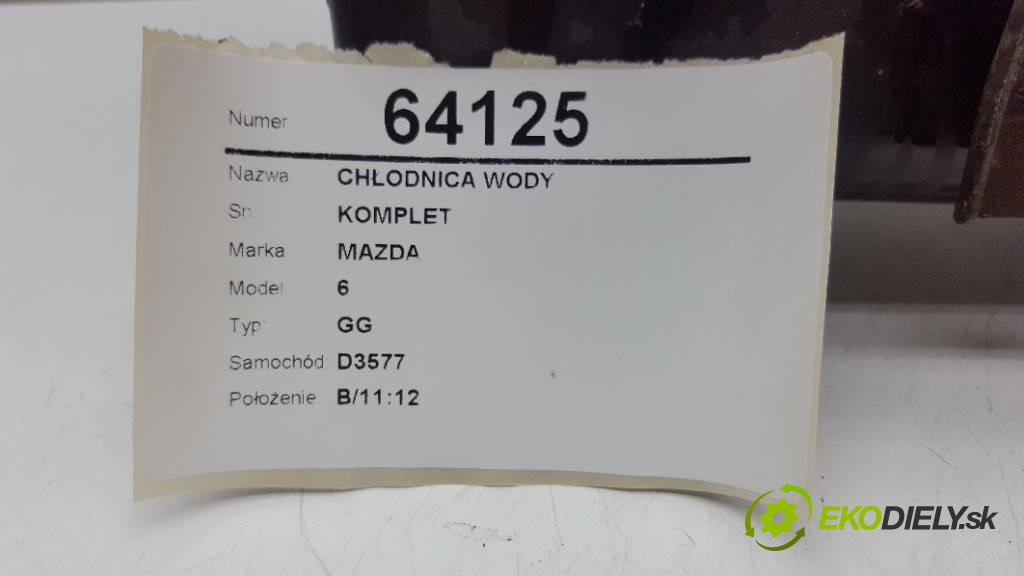 Numer 64125
Nazwa CHŁODNICA WODY
Sn KOMPLET
Marka MAZDA
Model 6
Typ: GG
Samochód D3577
Położenie B/11:12
EKODIELY.sk